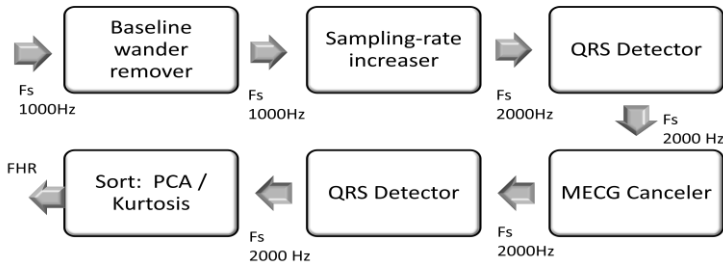 Baseline
wander
remover
Sampling-rate
increaser
QRS Detector
Fs
1000Hz
Fs
1000Hz
Fs
2000Hz
Fs
2000 Hz
FHR
Sort: PCA /
Kurtosis
QRS Detector
MECG Canceler
Fs
2000 Hz
Fs
2000Hz